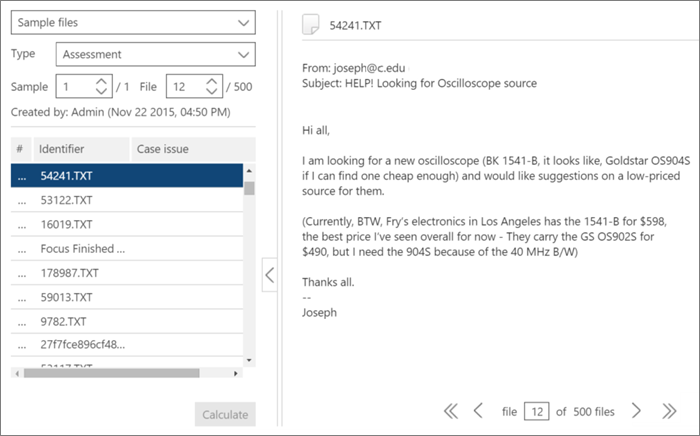 Sample files
Type Assessment
Sample 1 / 1 File 12 / 500
Created by: Admin (Nov 22 2015, 04:50 PM)
# Identifier Case issue
... 54241.TXT
... 53122.TXT
... 16019.TXT
... Focus Finished ...
... 178987.TXT
... 59013.TXT
... 9782.TXT
... 27f7fce896cf48...
... 53117.TXT
Calculate
54241.TXT
From: joseph@c.edu
Subject: HELP! Looking for Oscilloscope source
Hi all,
I am looking for a new oscilloscope (BK 1541-B, it looks like, Goldstar OS904S
if I can find one cheap enough) and would like suggestions on a low-priced
source for them.
(Currently, BTW, Fry's electronics in Los Angeles has the 1541-B for $598,
the best price I've seen overall for now - They carry the GS OS902S for
$490, but I need the 904S because of the 40 MHz B/W)
Thanks all.
--
Joseph
file 12 of 500 files